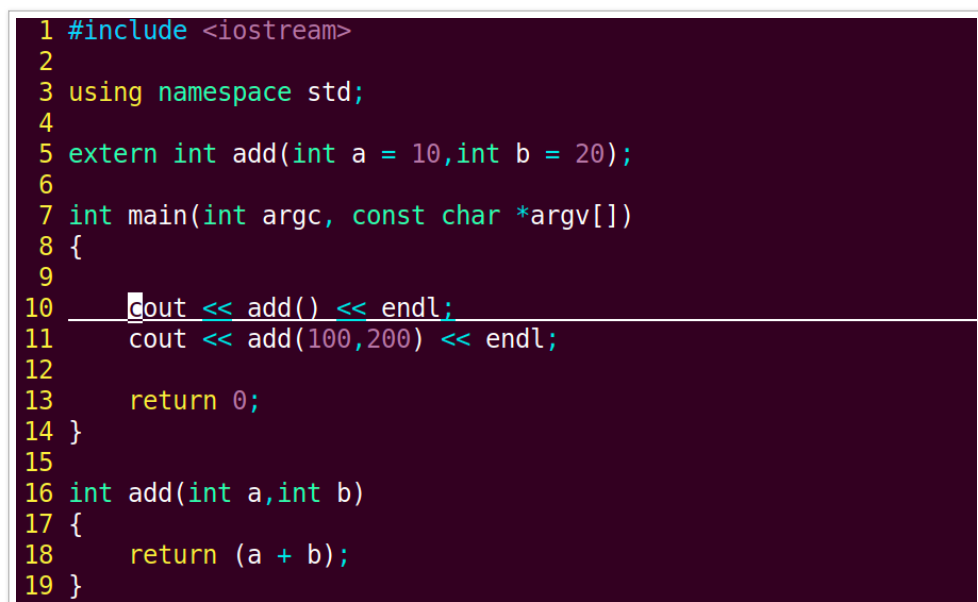 1 #include <iostream>
2
3 using namespace std;
4
5 extern int add(int a = 10,int b = 20);
6
7 int main(int argc, const char *argv[])
8 {
9
10     cout << add() << endl;
11     cout << add(100,200) << endl;
12
13     return 0;
14 }
15
16 int add(int a,int b)
17 {
18     return (a + b);
19 }